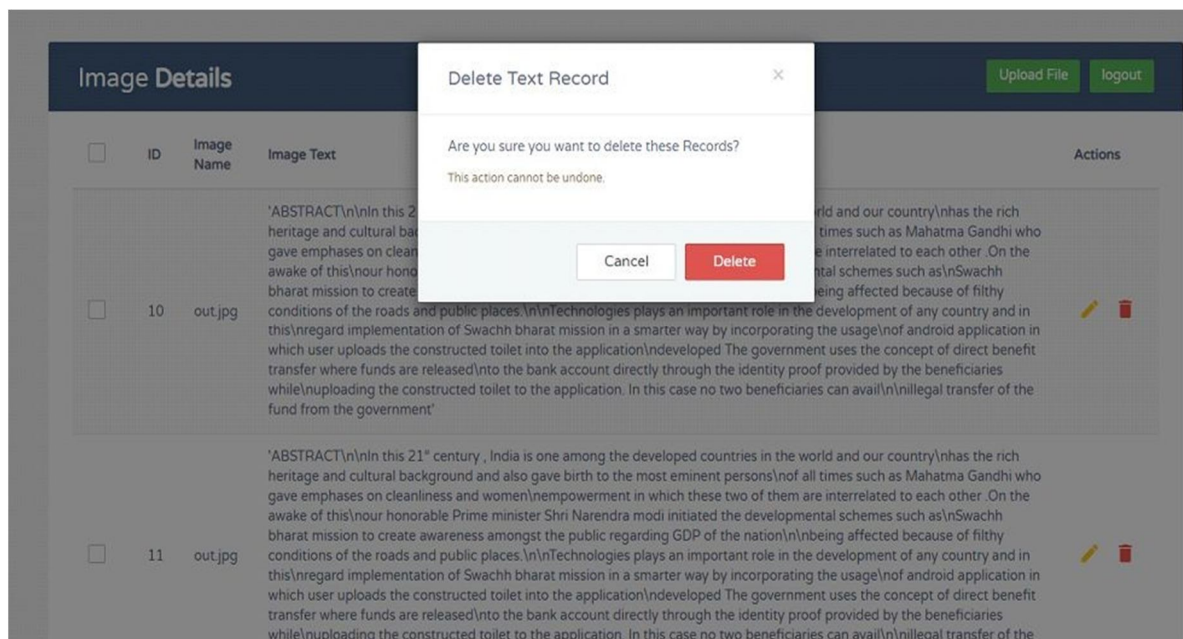 Image Details
Upload File
logout
Delete Text Record
×
Are you sure you want to delete these Records?
This action cannot be undone.
Cancel
Delete
ID
Image
Name
Image Text
Actions
'ABSTRACT\n\nIn this 2 rld and our country\nhas the rich
heritage and cultural bac times such as Mahatma Gandhi who
gave emphases on clean e interrelated to each other .On the
awake of this\nour hono ntal schemes such as\nSwachh
bharat mission to create being affected because of filthy
10
out.jpg
conditions of the roads and public places.\n\nTechnologies plays an important role in the development of any country and in
this\nregard implementation of Swachh bharat mission in a smarter way by incorporating the usage\nof android application in
which user uploads the constructed toilet into the application\ndeveloped The government uses the concept of direct benefit
transfer where funds are released\nto the bank account directly through the identity proof provided by the beneficiaries
while\nuploading the constructed toilet to the application. In this case no two beneficiaries can avail\n\nillegal transfer of the
fund from the government'
'ABSTRACT\n\nIn this 21" century , India is one among the developed countries in the world and our country\nhas the rich
heritage and cultural background and also gave birth to the most eminent persons\nof all times such as Mahatma Gandhi who
gave emphases on cleanliness and women\nempowerment in which these two of them are interrelated to each other .On the
awake of this\nour honorable Prime minister Shri Narendra modi initiated the developmental schemes such as\nSwachh
bharat mission to create awareness amongst the public regarding GDP of the nation\n\nbeing affected because of filthy
11
out.jpg
conditions of the roads and public places.\n\nTechnologies plays an important role in the development of any country and in
this\nregard implementation of Swachh bharat mission in a smarter way by incorporating the usage\nof android application in
which user uploads the constructed toilet into the application\ndeveloped The government uses the concept of direct benefit
transfer where funds are released\nto the bank account directly through the identity proof provided by the beneficiaries
while\nuploading the constructed toilet to the application. In this case no two beneficiaries can avail\n\nillegal transfer of the